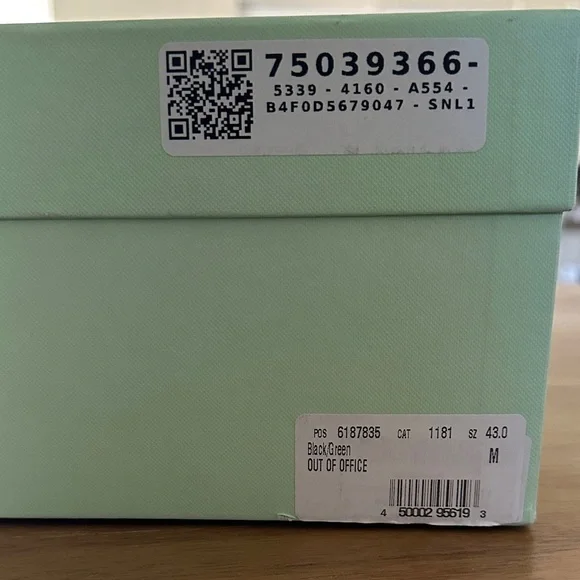 75039366-
5339 - 4160 - A554 -
B4F0D5679047 - SNL1
POS 6187835 CAT 1181 SZ 43.0
Black/Green M
OUT OF OFFICE
4 50002 95619 3